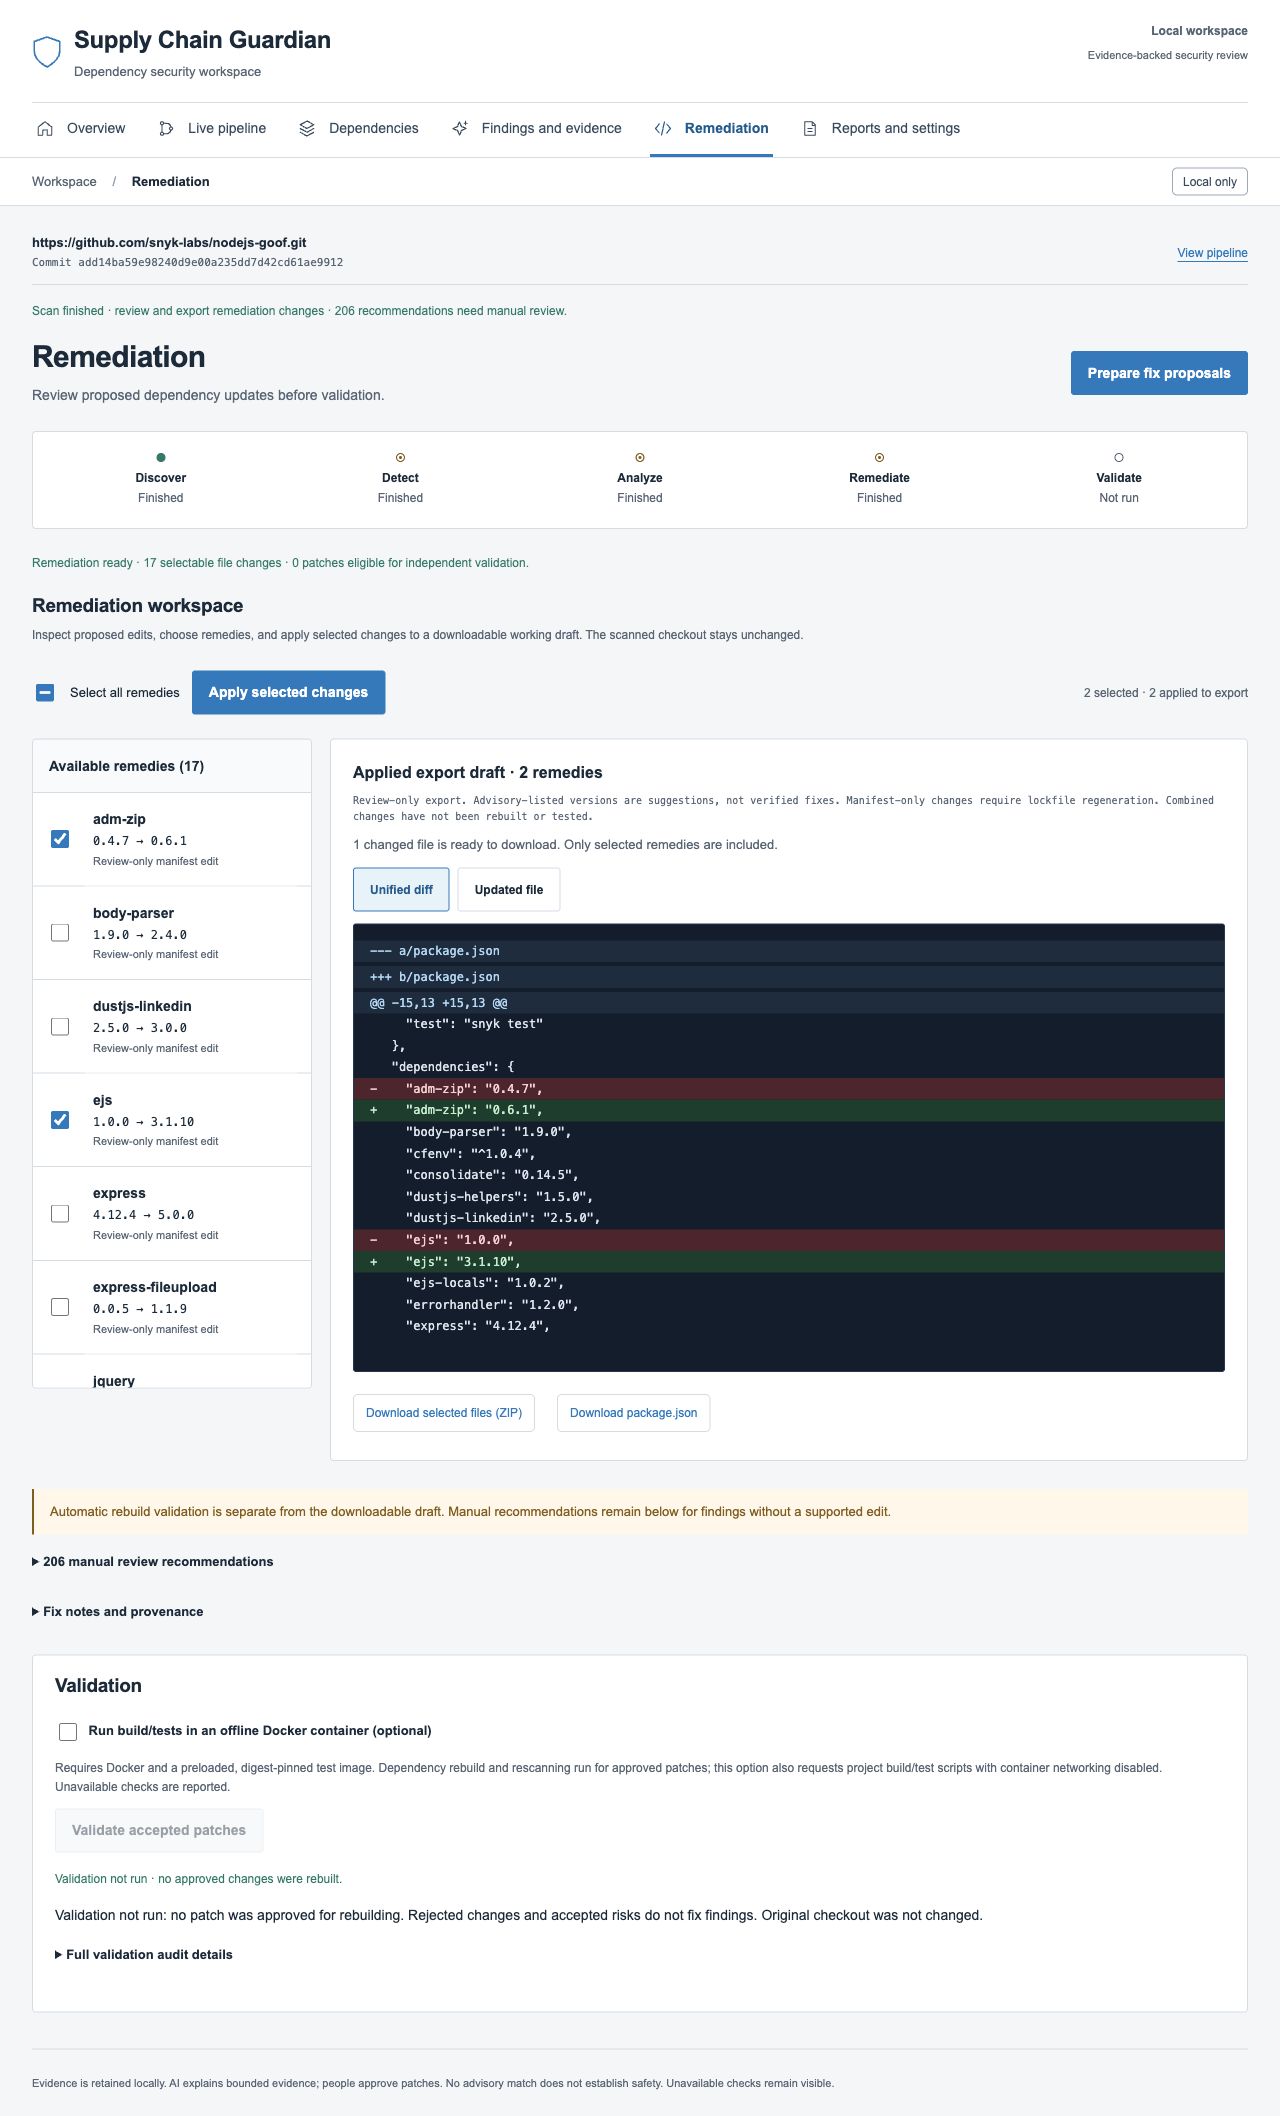 Supply Chain Guardian
Dependency security workspace
Local workspace
Evidence-backed security review
Overview
Live pipeline
Dependencies
Findings and evidence
Remediation
Reports and settings
Workspace / Remediation
Local only
https://github.com/snyk-labs/nodejs-goof.git
Commit add14ba59e98240d9e00a235dd7d42cd61ae9912
View pipeline
Scan finished · review and export remediation changes · 206 recommendations need manual review.
Remediation
Review proposed dependency updates before validation.
Prepare fix proposals
Discover
Finished
Detect
Finished
Analyze
Finished
Remediate
Finished
Validate
Not run
Remediation ready · 17 selectable file changes · 0 patches eligible for independent validation.
Remediation workspace
Inspect proposed edits, choose remedies, and apply selected changes to a downloadable working draft. The scanned checkout stays unchanged.
Select all remedies
Apply selected changes
2 selected · 2 applied to export
Available remedies (17)
adm-zip
0.4.7 → 0.6.1
Review-only manifest edit
body-parser
1.9.0 → 2.4.0
Review-only manifest edit
dustjs-linkedin
2.5.0 → 3.0.0
Review-only manifest edit
ejs
1.0.0 → 3.1.10
Review-only manifest edit
express
4.12.4 → 5.0.0
Review-only manifest edit
express-fileupload
0.0.5 → 1.1.9
Review-only manifest edit
jquery
Applied export draft · 2 remedies
Review-only export. Advisory-listed versions are suggestions, not verified fixes. Manifest-only changes require lockfile regeneration. Combined
changes have not been rebuilt or tested.
1 changed file is ready to download. Only selected remedies are included.
Unified diff
Updated file
--- a/package.json
+++ b/package.json
@@ -15,13 +15,13 @@
"test": "snyk test"
},
"dependencies": {
- "adm-zip": "0.4.7",
+ "adm-zip": "0.6.1",
"body-parser": "1.9.0",
"cfenv": "^1.0.4",
"consolidate": "0.14.5",
"dustjs-helpers": "1.5.0",
"dustjs-linkedin": "2.5.0",
- "ejs": "1.0.0",
+ "ejs": "3.1.10",
"ejs-locals": "1.0.2",
"errorhandler": "1.2.0",
"express": "4.12.4",
Download selected files (ZIP)
Download package.json
Automatic rebuild validation is separate from the downloadable draft. Manual recommendations remain below for findings without a supported edit.
206 manual review recommendations
Fix notes and provenance
Validation
Run build/tests in an offline Docker container (optional)
Requires Docker and a preloaded, digest-pinned test image. Dependency rebuild and rescanning run for approved patches; this option also requests project build/test scripts with container networking disabled.
Unavailable checks are reported.
Validate accepted patches
Validation not run · no approved changes were rebuilt.
Validation not run: no patch was approved for rebuilding. Rejected changes and accepted risks do not fix findings. Original checkout was not changed.
Full validation audit details
Evidence is retained locally. AI explains bounded evidence; people approve patches. No advisory match does not establish safety. Unavailable checks remain visible.